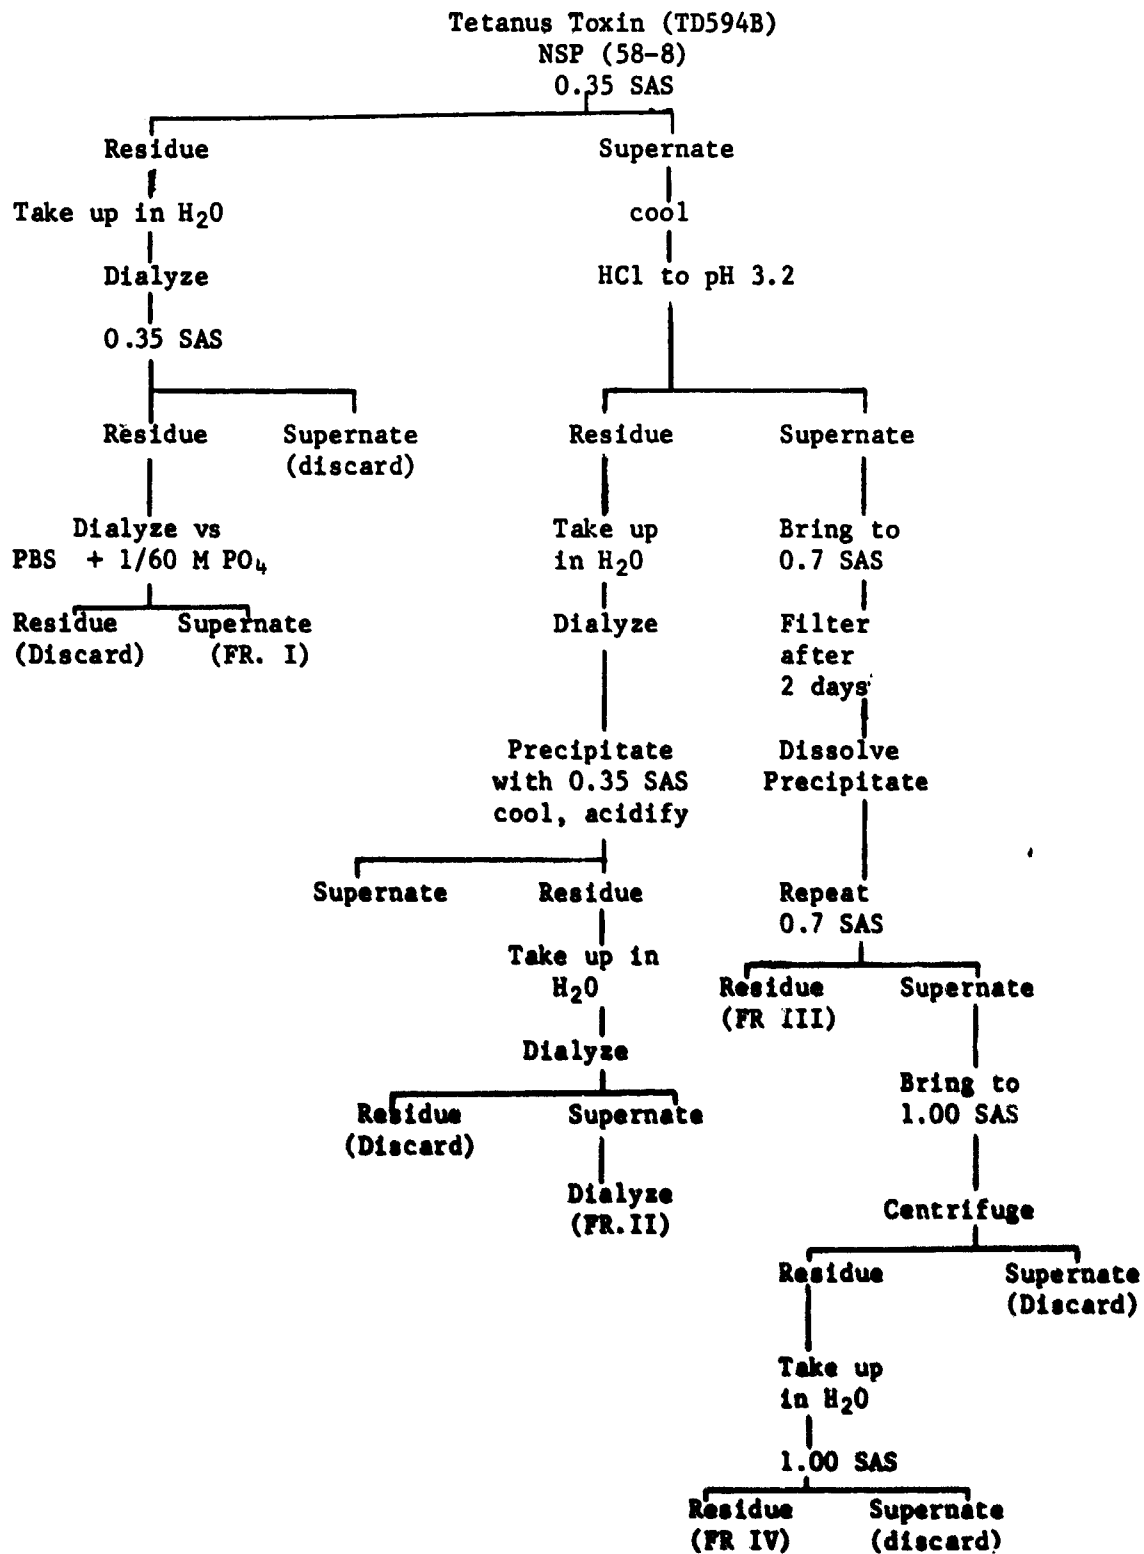 Tetanus Toxin (TD594B)
NSP (58-8)
0.35 SAS
Residue
Supernate
Take up in H₂O
cool
Dialyze
HCl to pH 3.2
0.35 SAS
Residue
Supernate
(discard)
Residue
Supernate
Dialyze vs
PBS + 1/60 M PO₄
Take up
in H₂O
Bring to
0.7 SAS
Residue
(Discard)
Supernate
(FR. I)
Dialyze
Filter
after
2 days
Precipitate
with 0.35 SAS
cool, acidify
Dissolve
Precipitate
Supernate
Residue
Repeat
0.7 SAS
Take up in
H₂O
Residue
(FR III)
Supernate
Dialyze
Bring to
1.00 SAS
Residue
(Discard)
Supernate
Dialyze
(FR.II)
Centrifuge
Residue
Supernate
(Discard)
Take up
in H₂O
1.00 SAS
Residue
(FR IV)
Supernate
(discard)